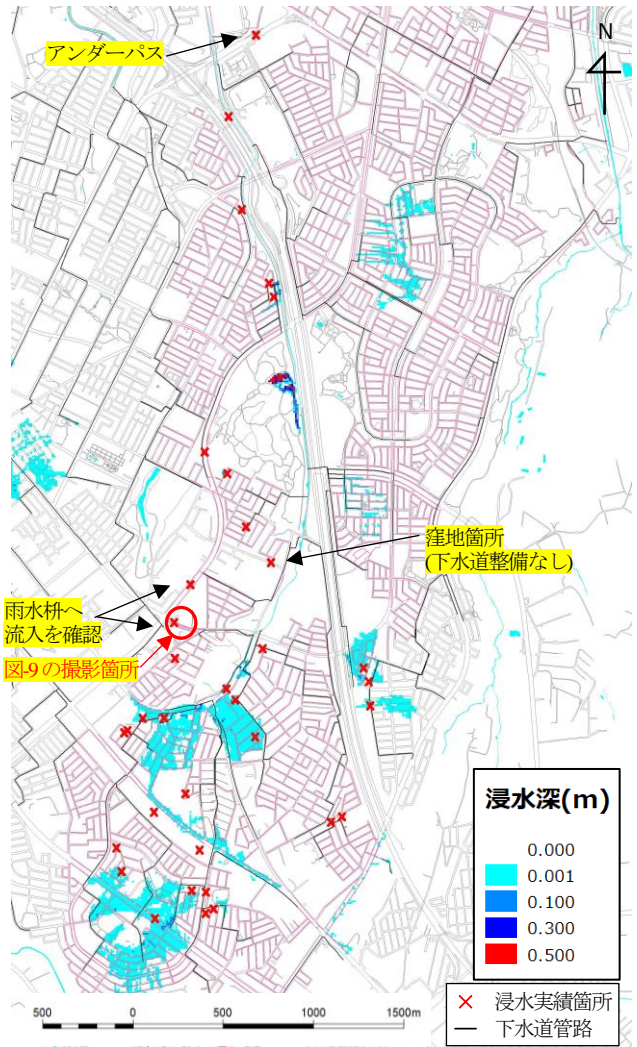 アンダーパス
N
窪地箇所
(下水道整備なし)
雨水枡へ
流入を確認
図-9の撮影箇所
浸水深(m)
0.000
0.001
0.100
0.300
0.500
× 浸水実績箇所
下水道管路
500 0 500 1000 1500m